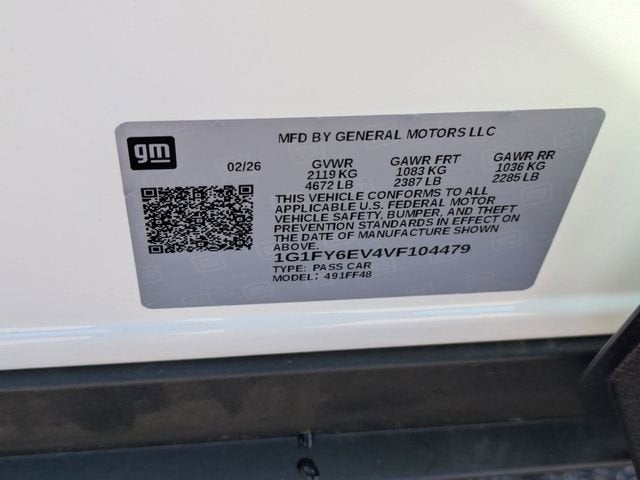 gm
MFD BY GENERAL MOTORS LLC
02/26 GVWR GAWR FRT GAWR RR
2119 KG 1083 KG 1036 KG
4672 LB 2387 LB 2285 LB
THIS VEHICLE CONFORMS TO ALL
APPLICABLE U.S. FEDERAL MOTOR
VEHICLE SAFETY, BUMPER, AND THEFT
PREVENTION STANDARDS IN EFFECT ON
THE DATE OF MANUFACTURE SHOWN
ABOVE.
1G1FY6EV4VF104479
TYPE: PASS CAR
MODEL: 491FF48